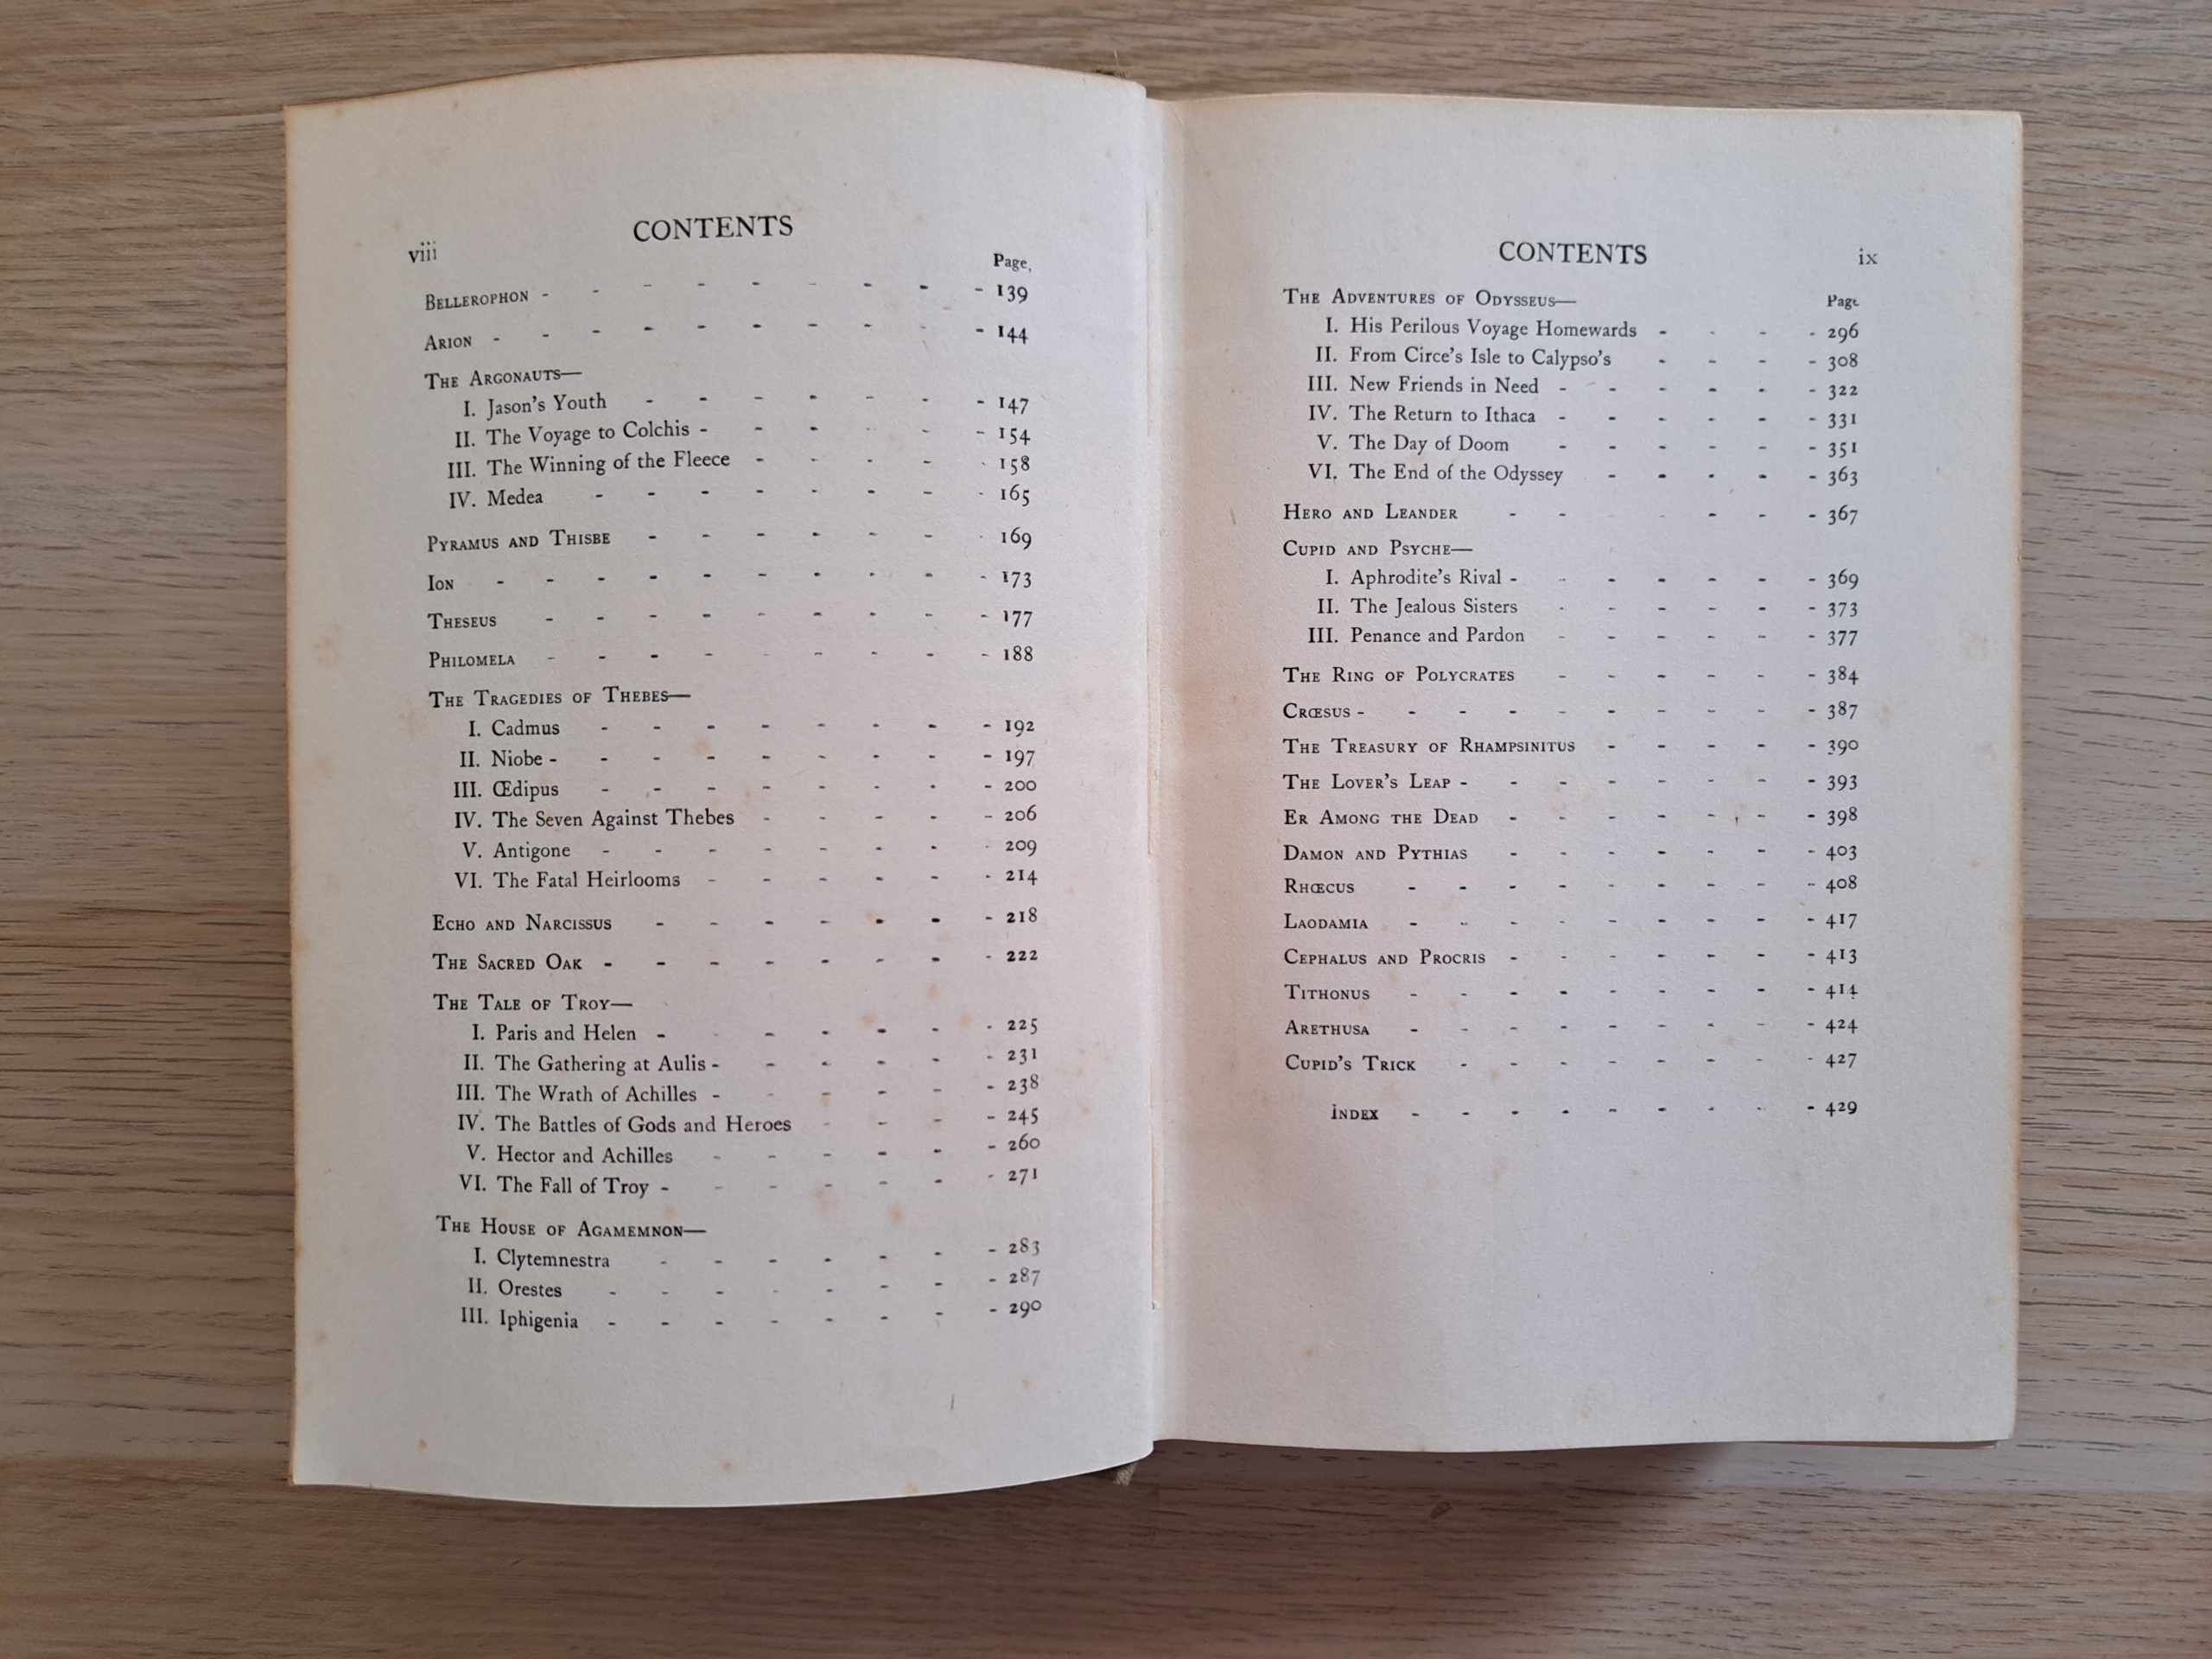 CONTENTS
viii
Page
BELLEROPHON - - - - - - - - - 139
ARION - - - - - - - - - - 144
THE ARGONAUTS—
I. Jason's Youth - - - - - - - 147
II. The Voyage to Colchis - - - - - - 154
III. The Winning of the Fleece - - - - - 158
IV. Medea - - - - - - - - 165
PYRAMUS AND THISBE - - - - - - - 169
ION - - - - - - - - - - 173
THESEUS - - - - - - - - - 177
PHILOMELA - - - - - - - - - 188
THE TRAGEDIES OF THEBES—
I. Cadmus - - - - - - - - 192
II. Niobe - - - - - - - - - 197
III. Œdipus - - - - - - - - 200
IV. The Seven Against Thebes - - - - - 206
V. Antigone - - - - - - - - 209
VI. The Fatal Heirlooms - - - - - - 214
ECHO AND NARCISSUS - - - - - - - 218
THE SACRED OAK - - - - - - - - 222
THE TALE OF TROY—
I. Paris and Helen - - - - - - 225
II. The Gathering at Aulis - - - - - - 231
III. The Wrath of Achilles - - - - - - 238
IV. The Battles of Gods and Heroes - - - - 245
V. Hector and Achilles - - - - - - 260
VI. The Fall of Troy - - - - - - - 271
THE HOUSE OF AGAMEMNON—
I. Clytemnestra - - - - - - - 283
II. Orestes - - - - - - - - 287
III. Iphigenia - - - - - - - - 290
CONTENTS
ix
THE ADVENTURES OF ODYSSEUS—
Page
I. His Perilous Voyage Homewards - - - - 296
II. From Circe's Isle to Calypso's - - - - 308
III. New Friends in Need - - - - - - 322
IV. The Return to Ithaca - - - - - - 331
V. The Day of Doom - - - - - - 351
VI. The End of the Odyssey - - - - - 363
HERO AND LEANDER - - - - - - 367
CUPID AND PSYCHE—
I. Aphrodite's Rival - - - - - - - 369
II. The Jealous Sisters - - - - - - 373
III. Penance and Pardon - - - - - - 377
THE RING OF POLYCRATES - - - - - - 384
CRŒSUS - - - - - - - - - - 387
THE TREASURY OF RHAMPSINITUS - - - - - 390
THE LOVER'S LEAP - - - - - - - - 393
ER AMONG THE DEAD - - - - - - - 398
DAMON AND PYTHIAS - - - - - - - 403
RHŒCUS - - - - - - - - - 408
LAODAMIA - - - - - - - - - 417
CEPHALUS AND PROCRIS - - - - - - - 413
TITHONUS - - - - - - - - - 414
ARETHUSA - - - - - - - - - 424
CUPID'S TRICK - - - - - - - - 427
INDEX - - - - - - - - - 429